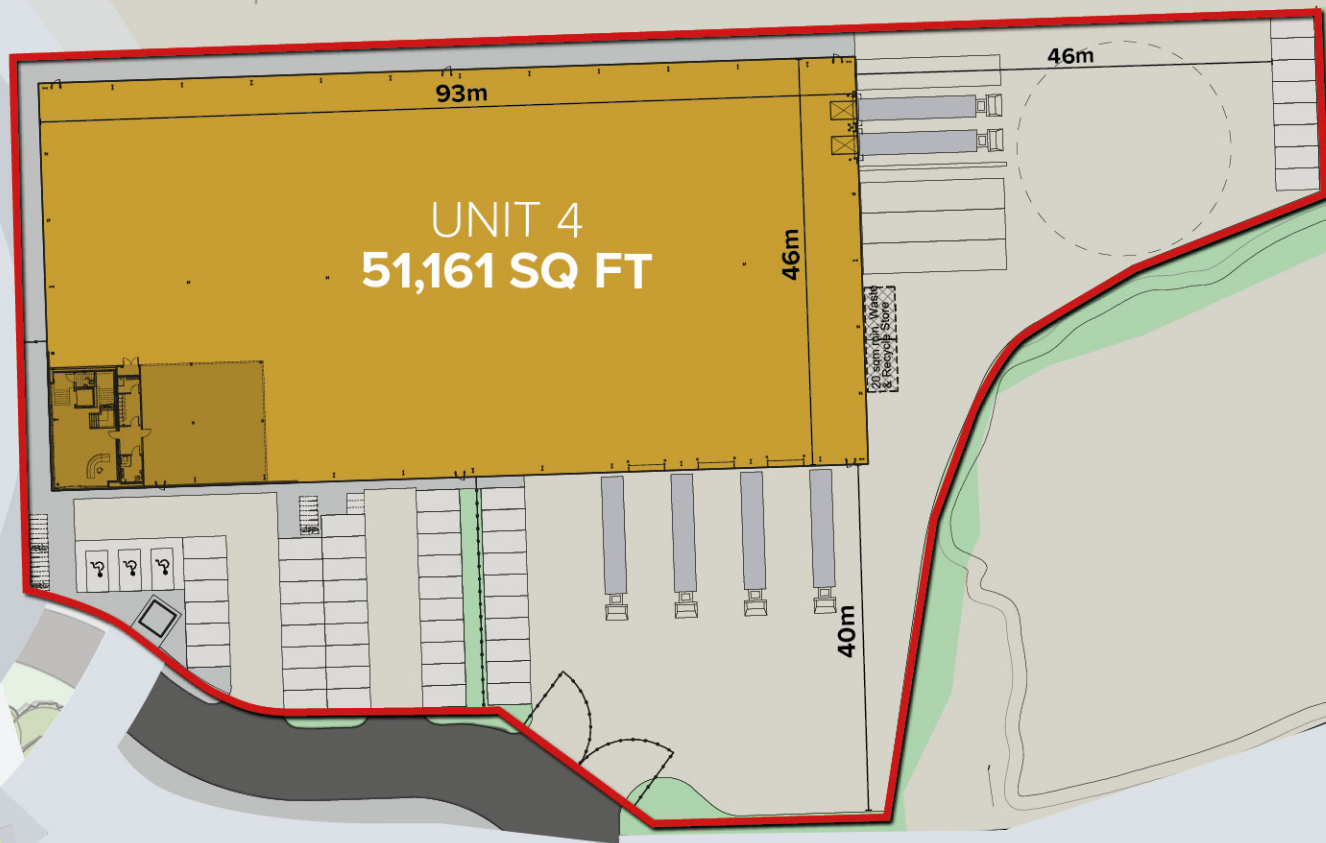 46m
93m
UNIT 4
51,161 SQ FT
46m
20 sqm min. Waste
& Recycle Store
40m